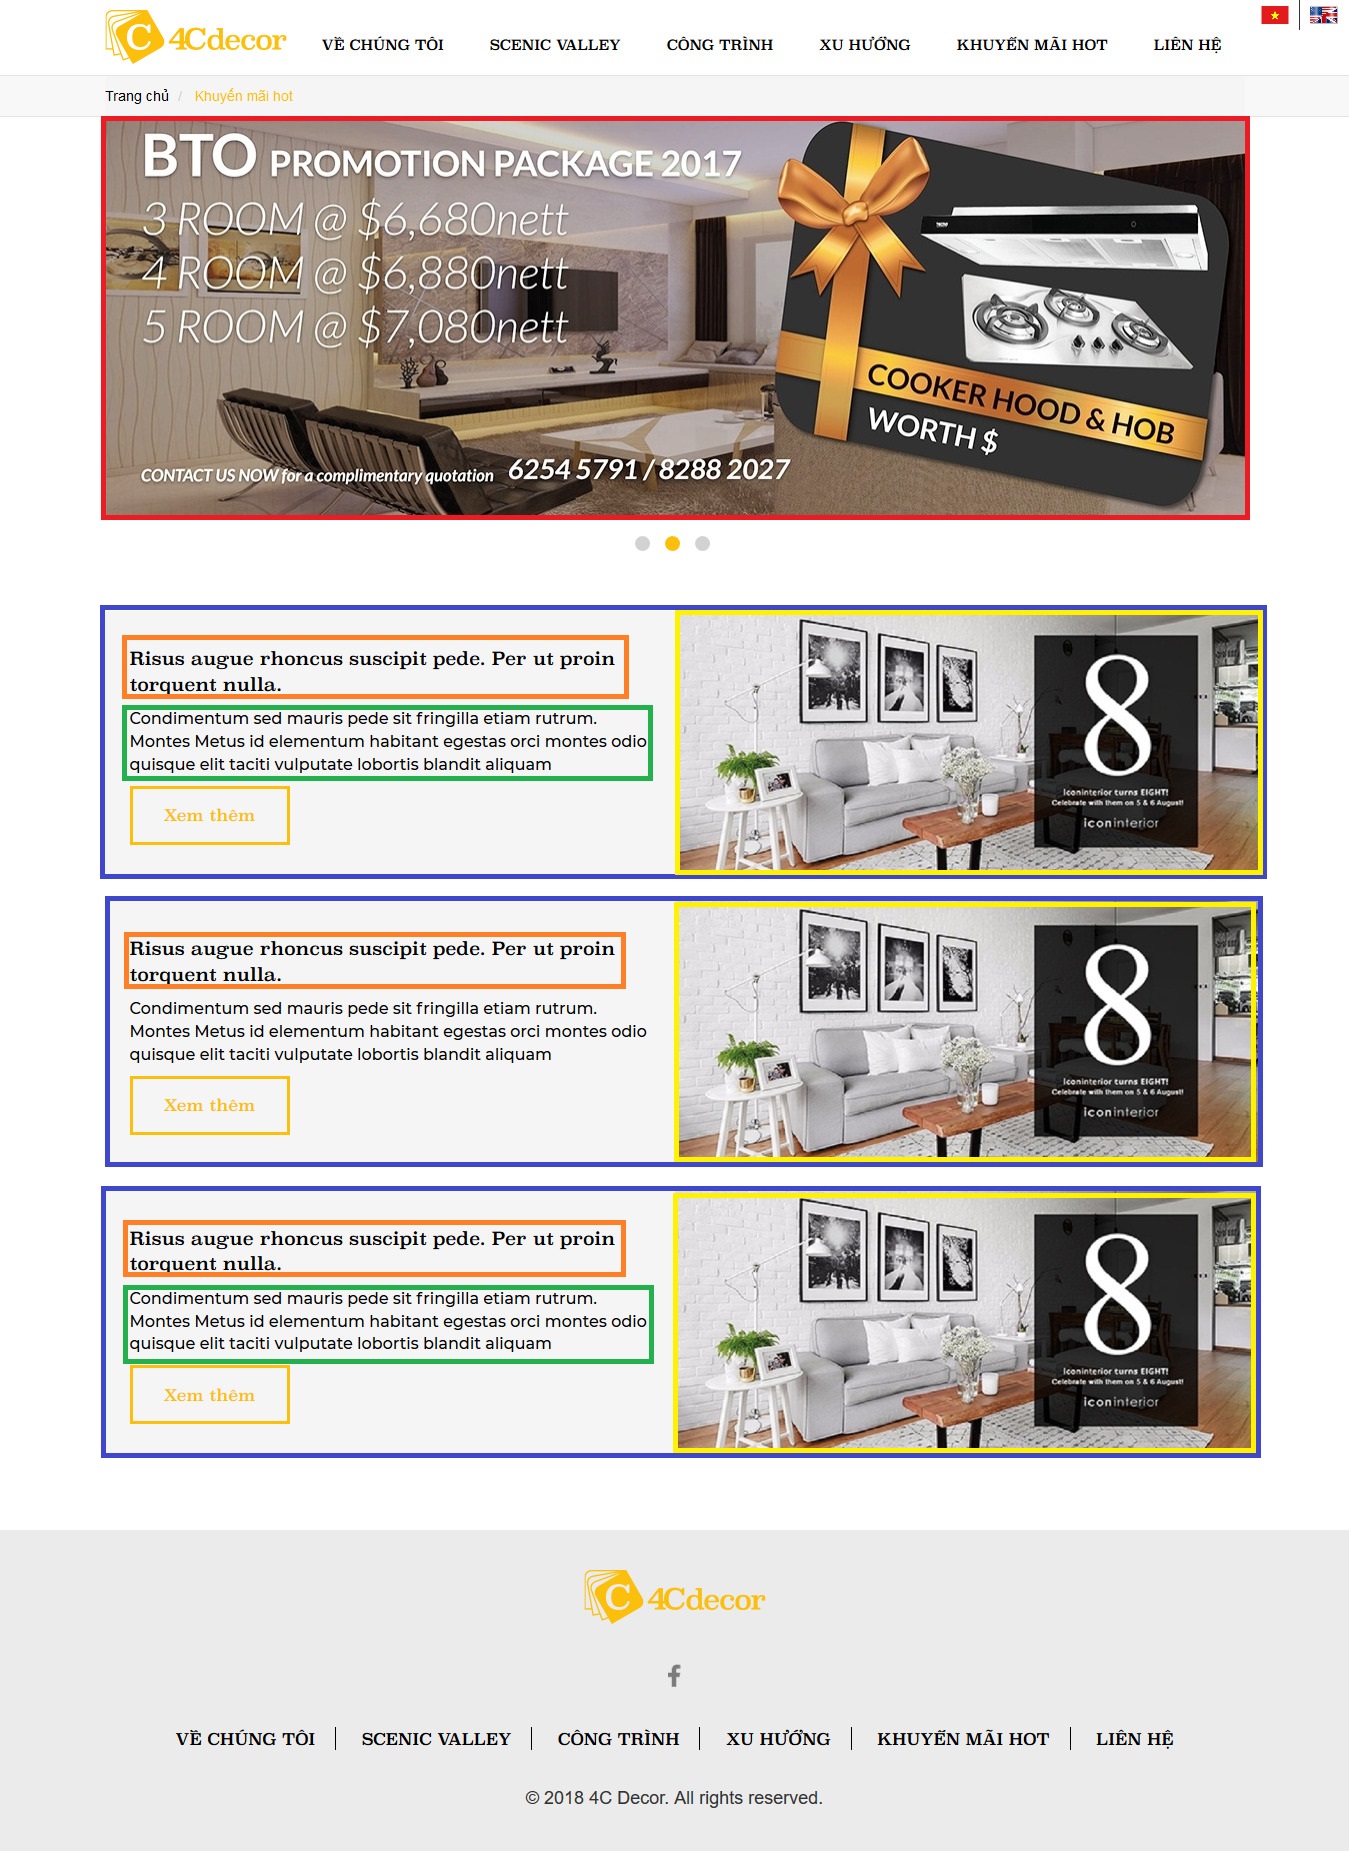 4Cdecor
VỀ CHÚNG TÔI SCENIC VALLEY CÔNG TRÌNH XU HƯỚNG KHUYẾN MÃI HOT LIÊN HỆ
Trang chủ / Khuyến mãi hot
BTO PROMOTION PACKAGE 2017
3 ROOM @ $6,680nett
4 ROOM @ $6,880nett
5 ROOM @ $7,080nett
COOKER HOOD & HOB
WORTH $
CONTACT US NOW for a complimentary quotation 6254 5791 / 8288 2027
Risus augue rhoncus suscipit pede. Per ut proin
torquent nulla.
Condimentum sed mauris pede sit fringilla etiam rutrum.
Montes Metus id elementum habitant egestas orci montes odio
quisque elit taciti vulputate lobortis blandit aliquam
Xem thêm
8
Iconinterior turns EIGHT!
Celebrate with them on 5 & 6 August!
iconinterior
Risus augue rhoncus suscipit pede. Per ut proin
torquent nulla.
Condimentum sed mauris pede sit fringilla etiam rutrum.
Montes Metus id elementum habitant egestas orci montes odio
quisque elit taciti vulputate lobortis blandit aliquam
Xem thêm
8
Iconinterior turns EIGHT!
Celebrate with them on 5 & 6 August!
iconinterior
Risus augue rhoncus suscipit pede. Per ut proin
torquent nulla.
Condimentum sed mauris pede sit fringilla etiam rutrum.
Montes Metus id elementum habitant egestas orci montes odio
quisque elit taciti vulputate lobortis blandit aliquam
Xem thêm
8
Iconinterior turns EIGHT!
Celebrate with them on 5 & 6 August!
iconinterior
4Cdecor
VỀ CHÚNG TÔI SCENIC VALLEY CÔNG TRÌNH XU HƯỚNG KHUYẾN MÃI HOT LIÊN HỆ
© 2018 4C Decor. All rights reserved.